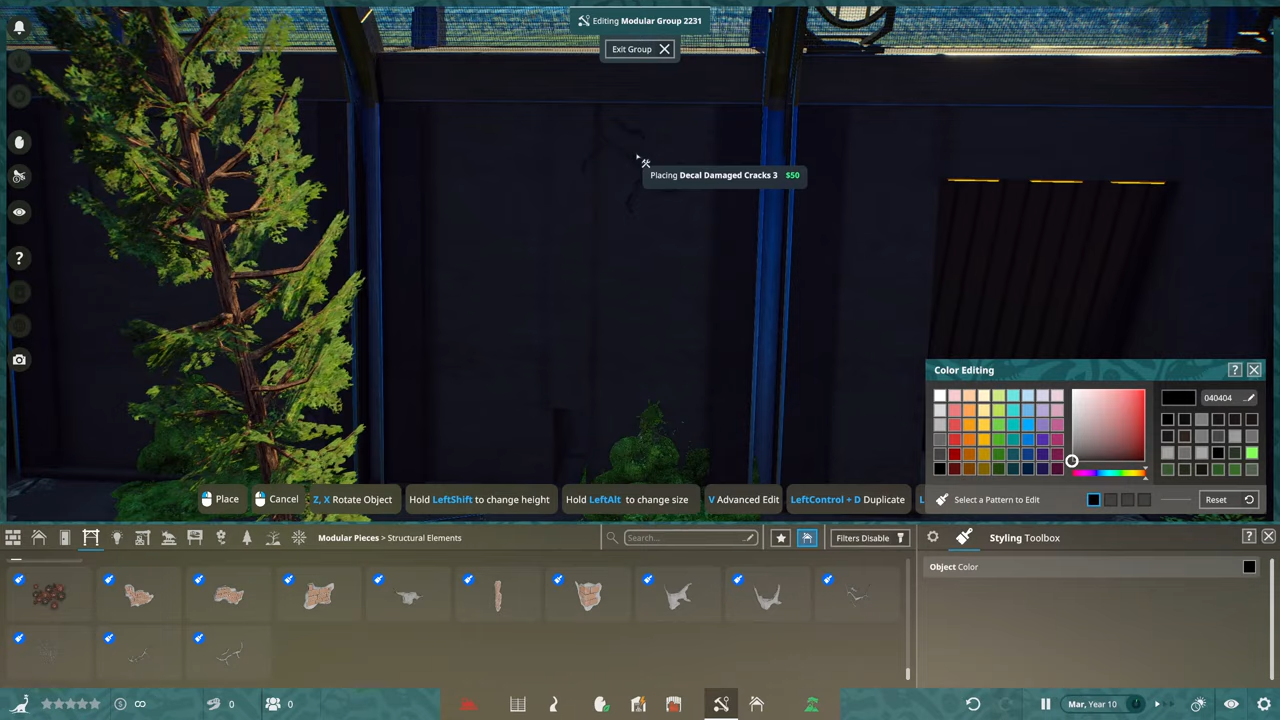 Editing Modular Group 2231
Exit Group
Placing Decal Damaged Cracks 3 $50
Color Editing
?
040404
Place
Cancel
Z, X Rotate Object
Hold LeftShift to change height
Hold LeftAlt to change size
V Advanced Edit
LeftControl + D Duplicate
L
Select a Pattern to Edit
Reset
?
Modular Pieces > Structural Elements
Search...
Filters Disable
Styling Toolbox
?
Object Color
$ ∞
0
0
Mar, Year 10